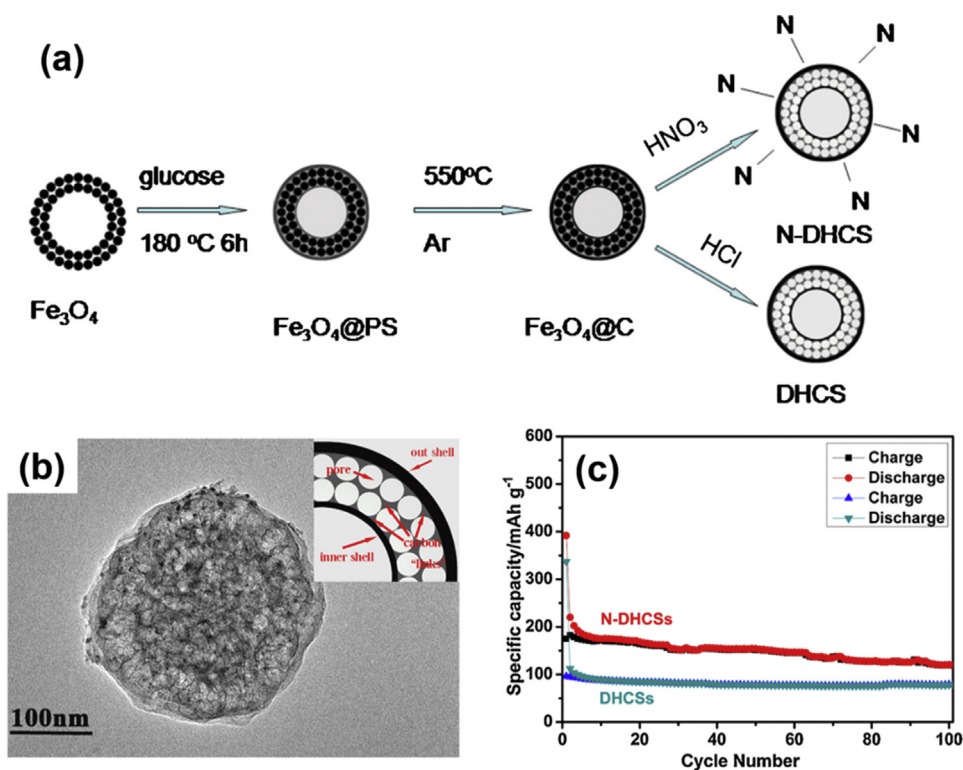 (a)
glucose
180 °C 6h
Fe₃O₄
Fe₃O₄@PS
550°C
Ar
Fe₃O₄@C
HNO₃
HCl
N
N
N
N
N
N
N-DHCS
DHCS
(b)
100nm
out shell
pore
carbon
"links"
inner shell
(c)
Charge
Discharge
Charge
Discharge
N-DHCSs
DHCSs
Specific capacity/mAh g⁻¹
600
500
400
300
200
100
0
0 20 40 60 80 100
Cycle Number